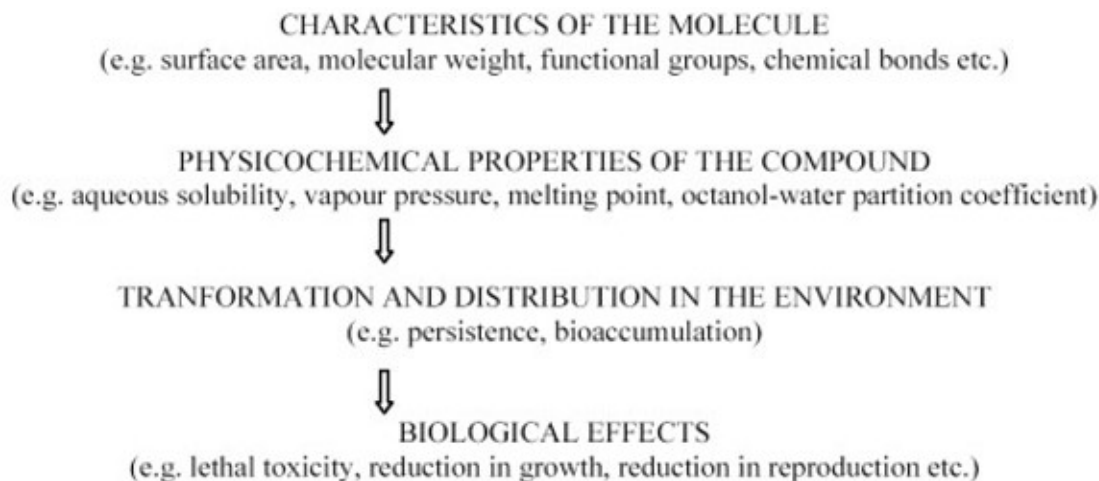 CHARACTERISTICS OF THE MOLECULE
(e.g. surface area, molecular weight, functional groups, chemical bonds etc.)
PHYSICOCHEMICAL PROPERTIES OF THE COMPOUND
(e.g. aqueous solubility, vapour pressure, melting point, octanol-water partition coefficient)
TRANFORMATION AND DISTRIBUTION IN THE ENVIRONMENT
(e.g. persistence, bioaccumulation)
BIOLOGICAL EFFECTS
(e.g. lethal toxicity, reduction in growth, reduction in reproduction etc.)